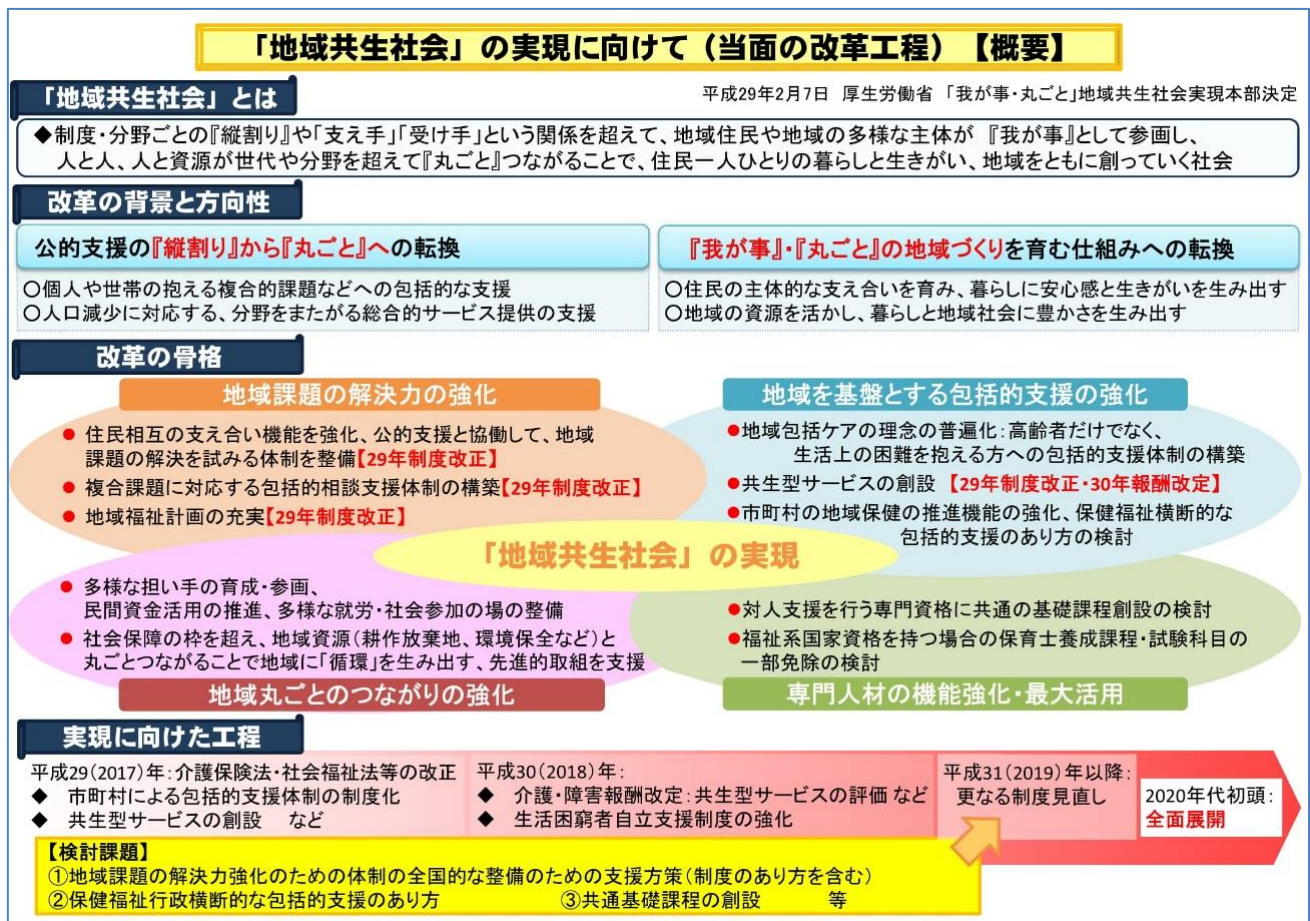 「地域共生社会」の実現に向けて(当面の改革工程)【概要】
「地域共生社会」とは
平成29年2月7日 厚生労働省 「我が事・丸ごと」地域共生社会実現本部決定
◆制度・分野ごとの『縦割り』や「支え手」「受け手」という関係を超えて、地域住民や地域の多様な主体が 『我が事』として参画し、
人と人、人と資源が世代や分野を超えて『丸ごと』つながることで、住民一人ひとりの暮らしと生きがい、地域をともに創っていく社会
改革の背景と方向性
公的支援の『縦割り』から『丸ごと』への転換
○個人や世帯の抱える複合的課題などへの包括的な支援
○人口減少に対応する、分野をまたがる総合的サービス提供の支援
『我が事』・『丸ごと』の地域づくりを育む仕組みへの転換
○住民の主体的な支え合いを育み、暮らしに安心感と生きがいを生み出す
○地域の資源を活かし、暮らしと地域社会に豊かさを生み出す
改革の骨格
地域課題の解決力の強化
● 住民相互の支え合い機能を強化、公的支援と協働して、地域
課題の解決を試みる体制を整備【29年制度改正】
● 複合課題に対応する包括的相談支援体制の構築【29年制度改正】
● 地域福祉計画の充実【29年制度改正】
地域を基盤とする包括的支援の強化
●地域包括ケアの理念の普遍化:高齢者だけでなく、
生活上の困難を抱える方への包括的支援体制の構築
●共生型サービスの創設 【29年制度改正・30年報酬改定】
●市町村の地域保健の推進機能の強化、保健福祉横断的な
包括的支援のあり方の検討
「地域共生社会」の実現
● 多様な担い手の育成・参画、
民間資金活用の推進、多様な就労・社会参加の場の整備
● 社会保障の枠を超え、地域資源(耕作放棄地、環境保全など)と
丸ごとつながることで地域に「循環」を生み出す、先進的取組を支援
地域丸ごとのつながりの強化
●対人支援を行う専門資格に共通の基礎課程創設の検討
●福祉系国家資格を持つ場合の保育士養成課程・試験科目の
一部免除の検討
専門人材の機能強化・最大活用
実現に向けた工程
平成29(2017)年:介護保険法・社会福祉法等の改正
◆ 市町村による包括的支援体制の制度化
◆ 共生型サービスの創設 など
平成30(2018)年:
◆ 介護・障害報酬改定:共生型サービスの評価 など
◆ 生活困窮者自立支援制度の強化
平成31(2019)年以降:
更なる制度見直し
2020年代初頭:
全面展開
【検討課題】
①地域課題の解決力強化のための体制の全国的な整備のための支援方策(制度のあり方を含む)
②保健福祉行政横断的な包括的支援のあり方 ③共通基礎課程の創設 等